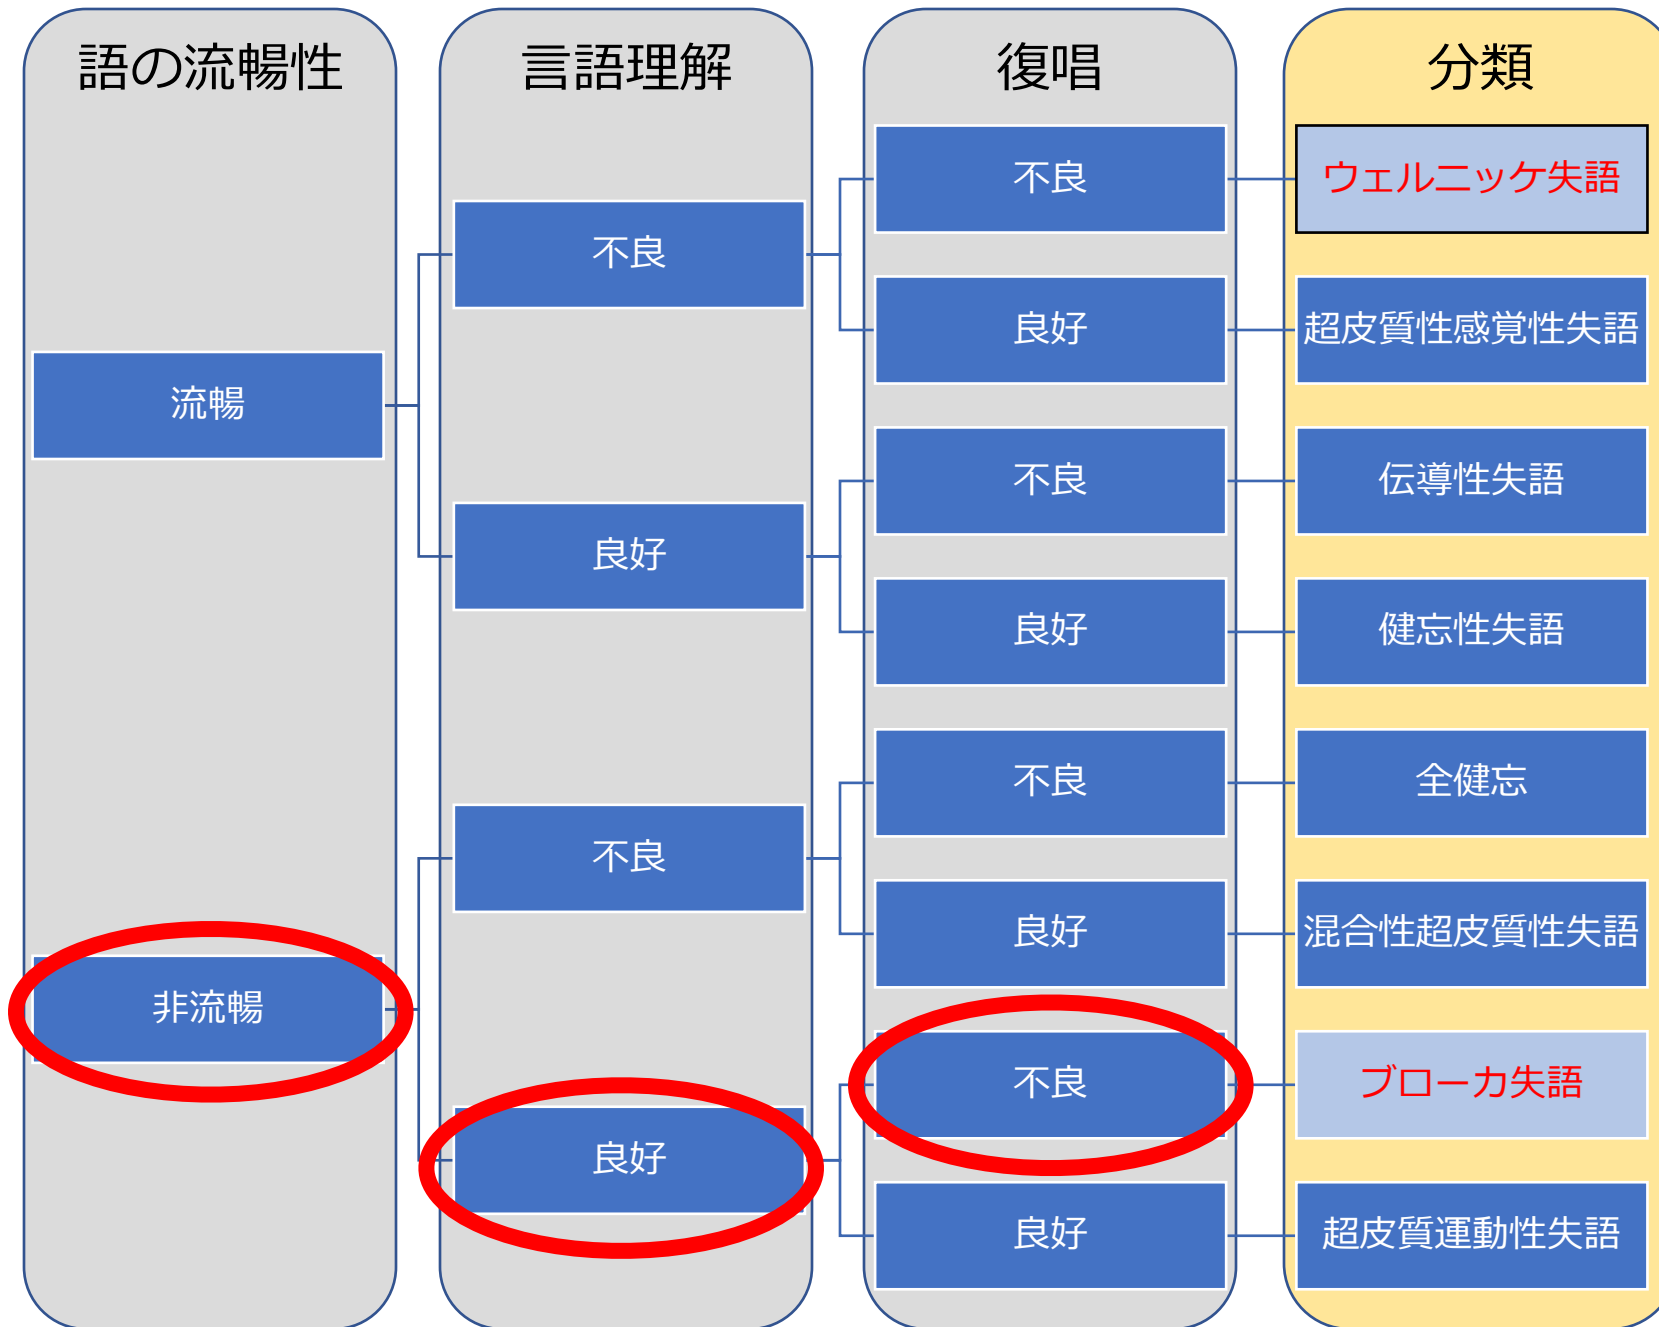 語の流暢性
言語理解
復唱
分類
流暢
非流暢
不良
良好
不良
良好
不良
良好
不良
良好
不良
良好
不良
良好
ウェルニッケ失語
超皮質性感覚性失語
伝導性失語
健忘性失語
全健忘
混合性超皮質性失語
ブローカ失語
超皮質運動性失語